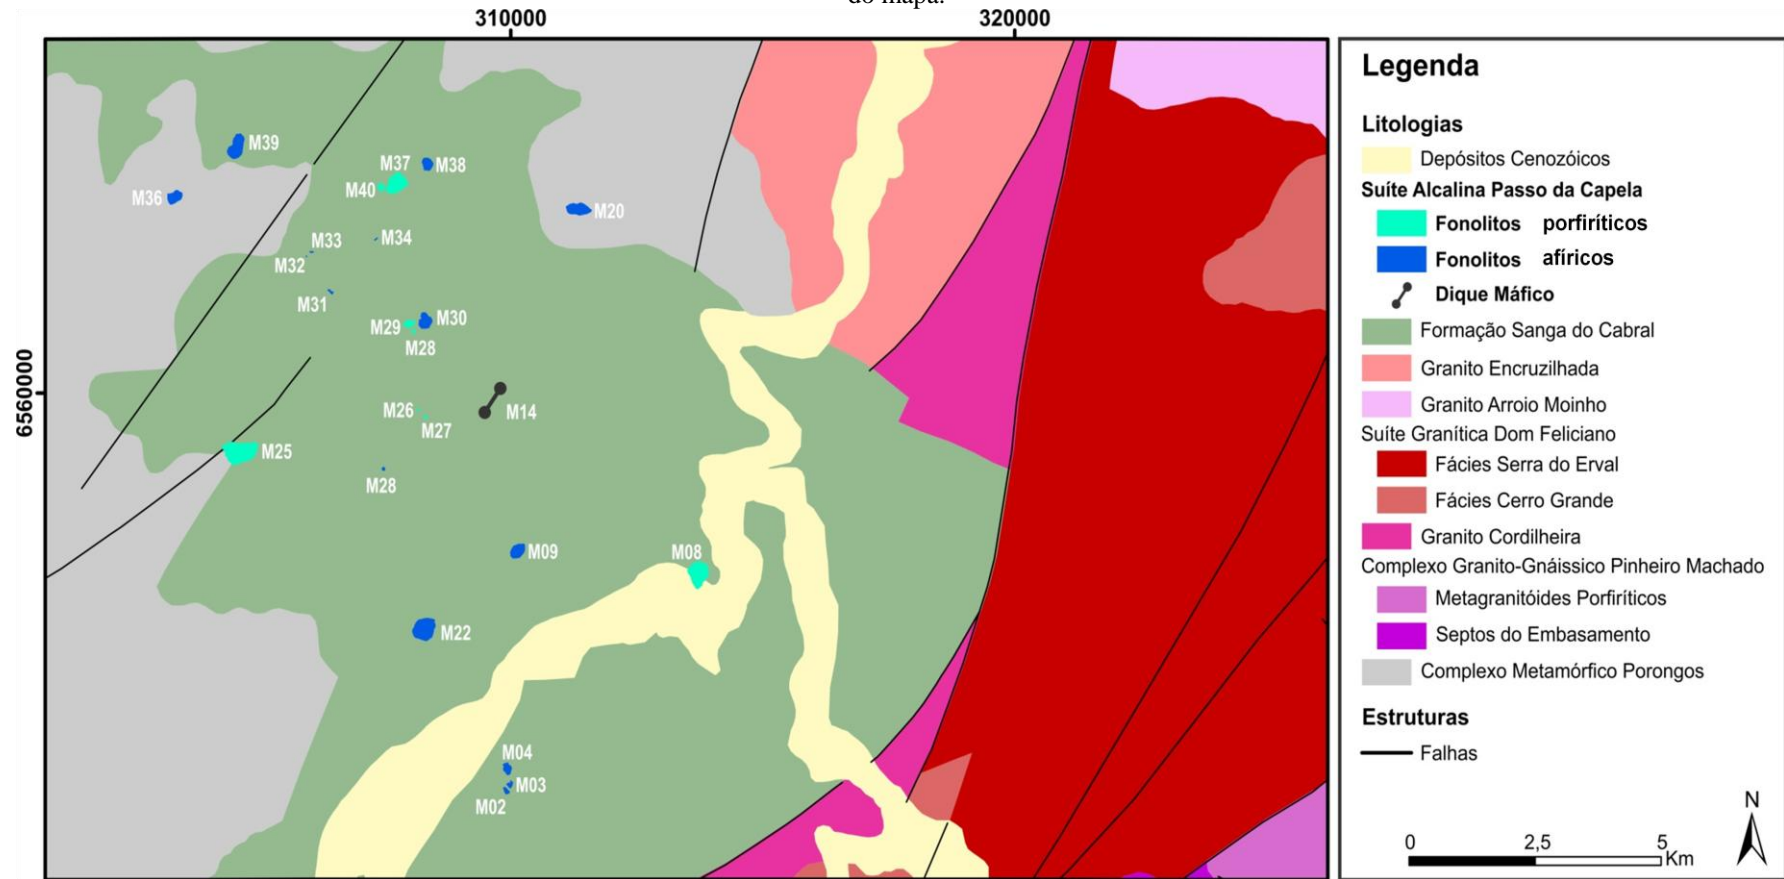 do mapa.
310000
320000
6560000
M39
M37
M38
M40
M36
M20
M33
M34
M32
M31
M30
M29
M28
M26
M14
M27
M25
M28
M09
M08
M22
M04
M03
M02
Legenda
Litologias
Depósitos Cenozóicos
Suíte Alcalina Passo da Capela
Fonolitos porfiríticos
Fonolitos afíricos
Dique Máfico
Formação Sanga do Cabral
Granito Encruzilhada
Granito Arroio Moinho
Suíte Granítica Dom Feliciano
Fácies Serra do Erval
Fácies Cerro Grande
Granito Cordilheira
Complexo Granito-Gnáissico Pinheiro Machado
Metagranitóides Porfiríticos
Septos do Embasamento
Complexo Metamórfico Porongos
Estruturas
Falhas
N
0 2,5 5
Km